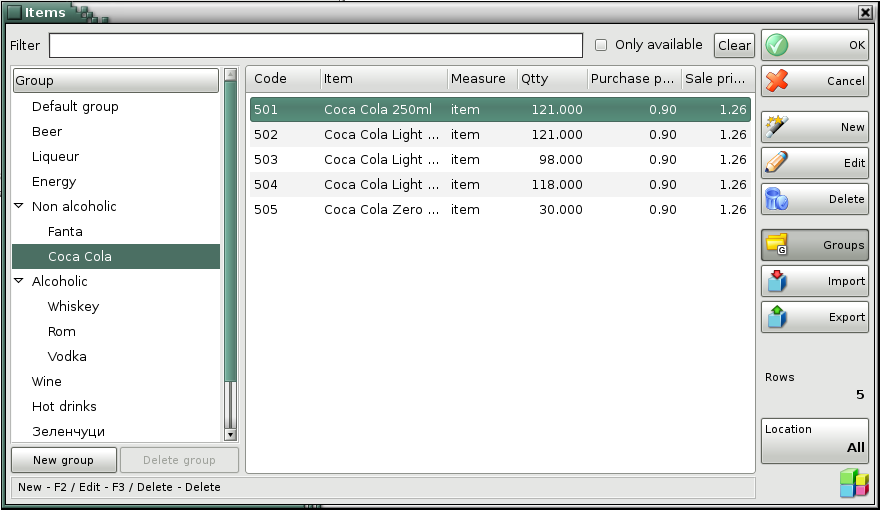 Items
Filter
Only available
Clear
OK
Cancel
New
Edit
Delete
Groups
Import
Export
Rows
5
Location
All
Group
Default group
Beer
Liqueur
Energy
Non alcoholic
Fanta
Coca Cola
Alcoholic
Whiskey
Rom
Vodka
Wine
Hot drinks
Зеленчуци
New group Delete group
Code Item Measure Qtty Purchase p... Sale pri...
501 Coca Cola 250ml item 121.000 0.90 1.26
502 Coca Cola Light ... item 121.000 0.90 1.26
503 Coca Cola Light ... item 98.000 0.90 1.26
504 Coca Cola Light ... item 118.000 0.90 1.26
505 Coca Cola Zero ... item 30.000 0.90 1.26
New - F2 / Edit - F3 / Delete - Delete